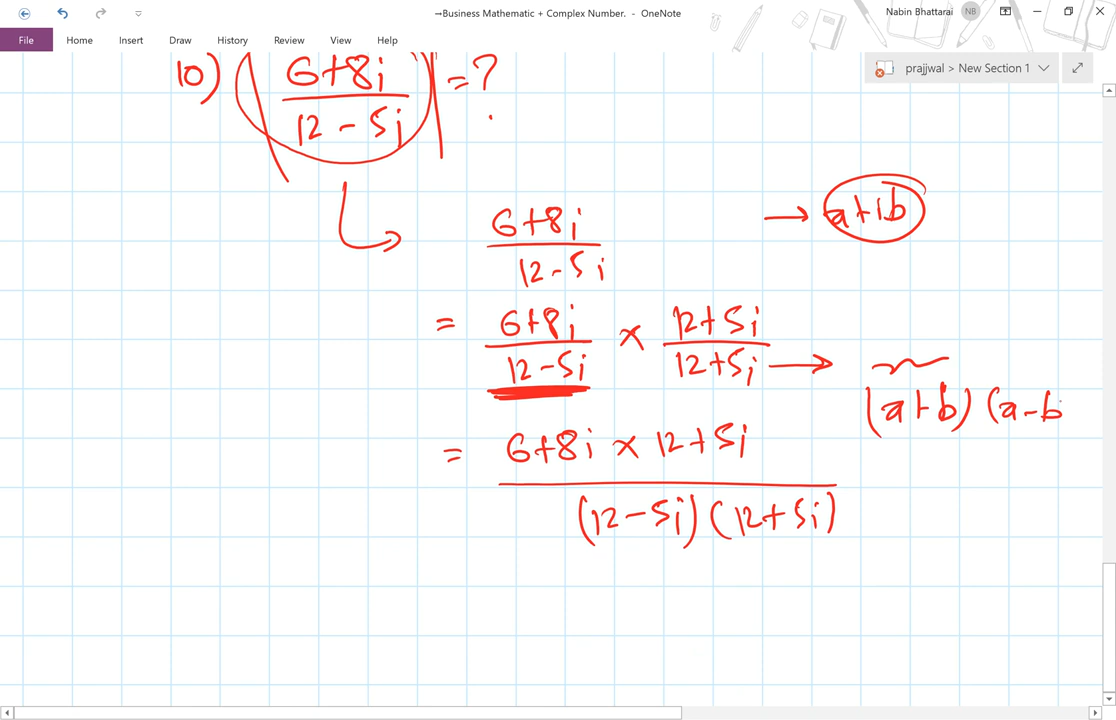 →Business Mathematic + Complex Number. - OneNote
Nabin Bhattarai NB
File Home Insert Draw History Review View Help
prajjwal > New Section 1
10) | 6+8i / 12-5i | = ?
6+8i / 12-5i → a+ib
= 6+8i / 12-5i × 12+5i / 12+5i →
(a+b) (a-b
= 6+8i × 12+5i / (12-5i) (12+5i)